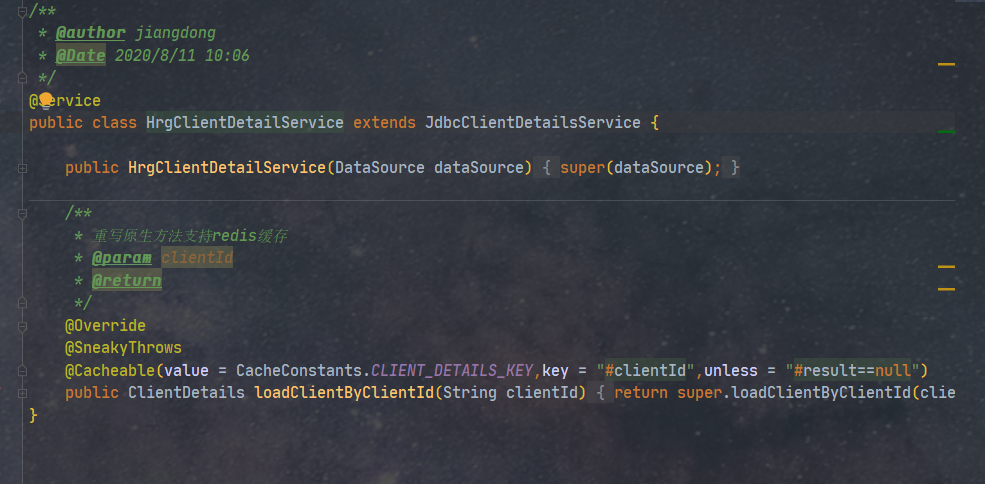 /**
 * @author jiangdong
 * @Date 2020/8/11 10:06
 */
@Service
public class HrgClientDetailService extends JdbcClientDetailsService {
public HrgClientDetailService(DataSource dataSource) { super(dataSource); }
/**
 * 重写原生方法支持redis缓存
 * @param clientId
 * @return
 */
@Override
@SneakyThrows
@Cacheable(value = CacheConstants.CLIENT_DETAILS_KEY,key = "#clientId",unless = "#result==null")
public ClientDetails loadClientByClientId(String clientId) { return super.loadClientByClientId(clie
}